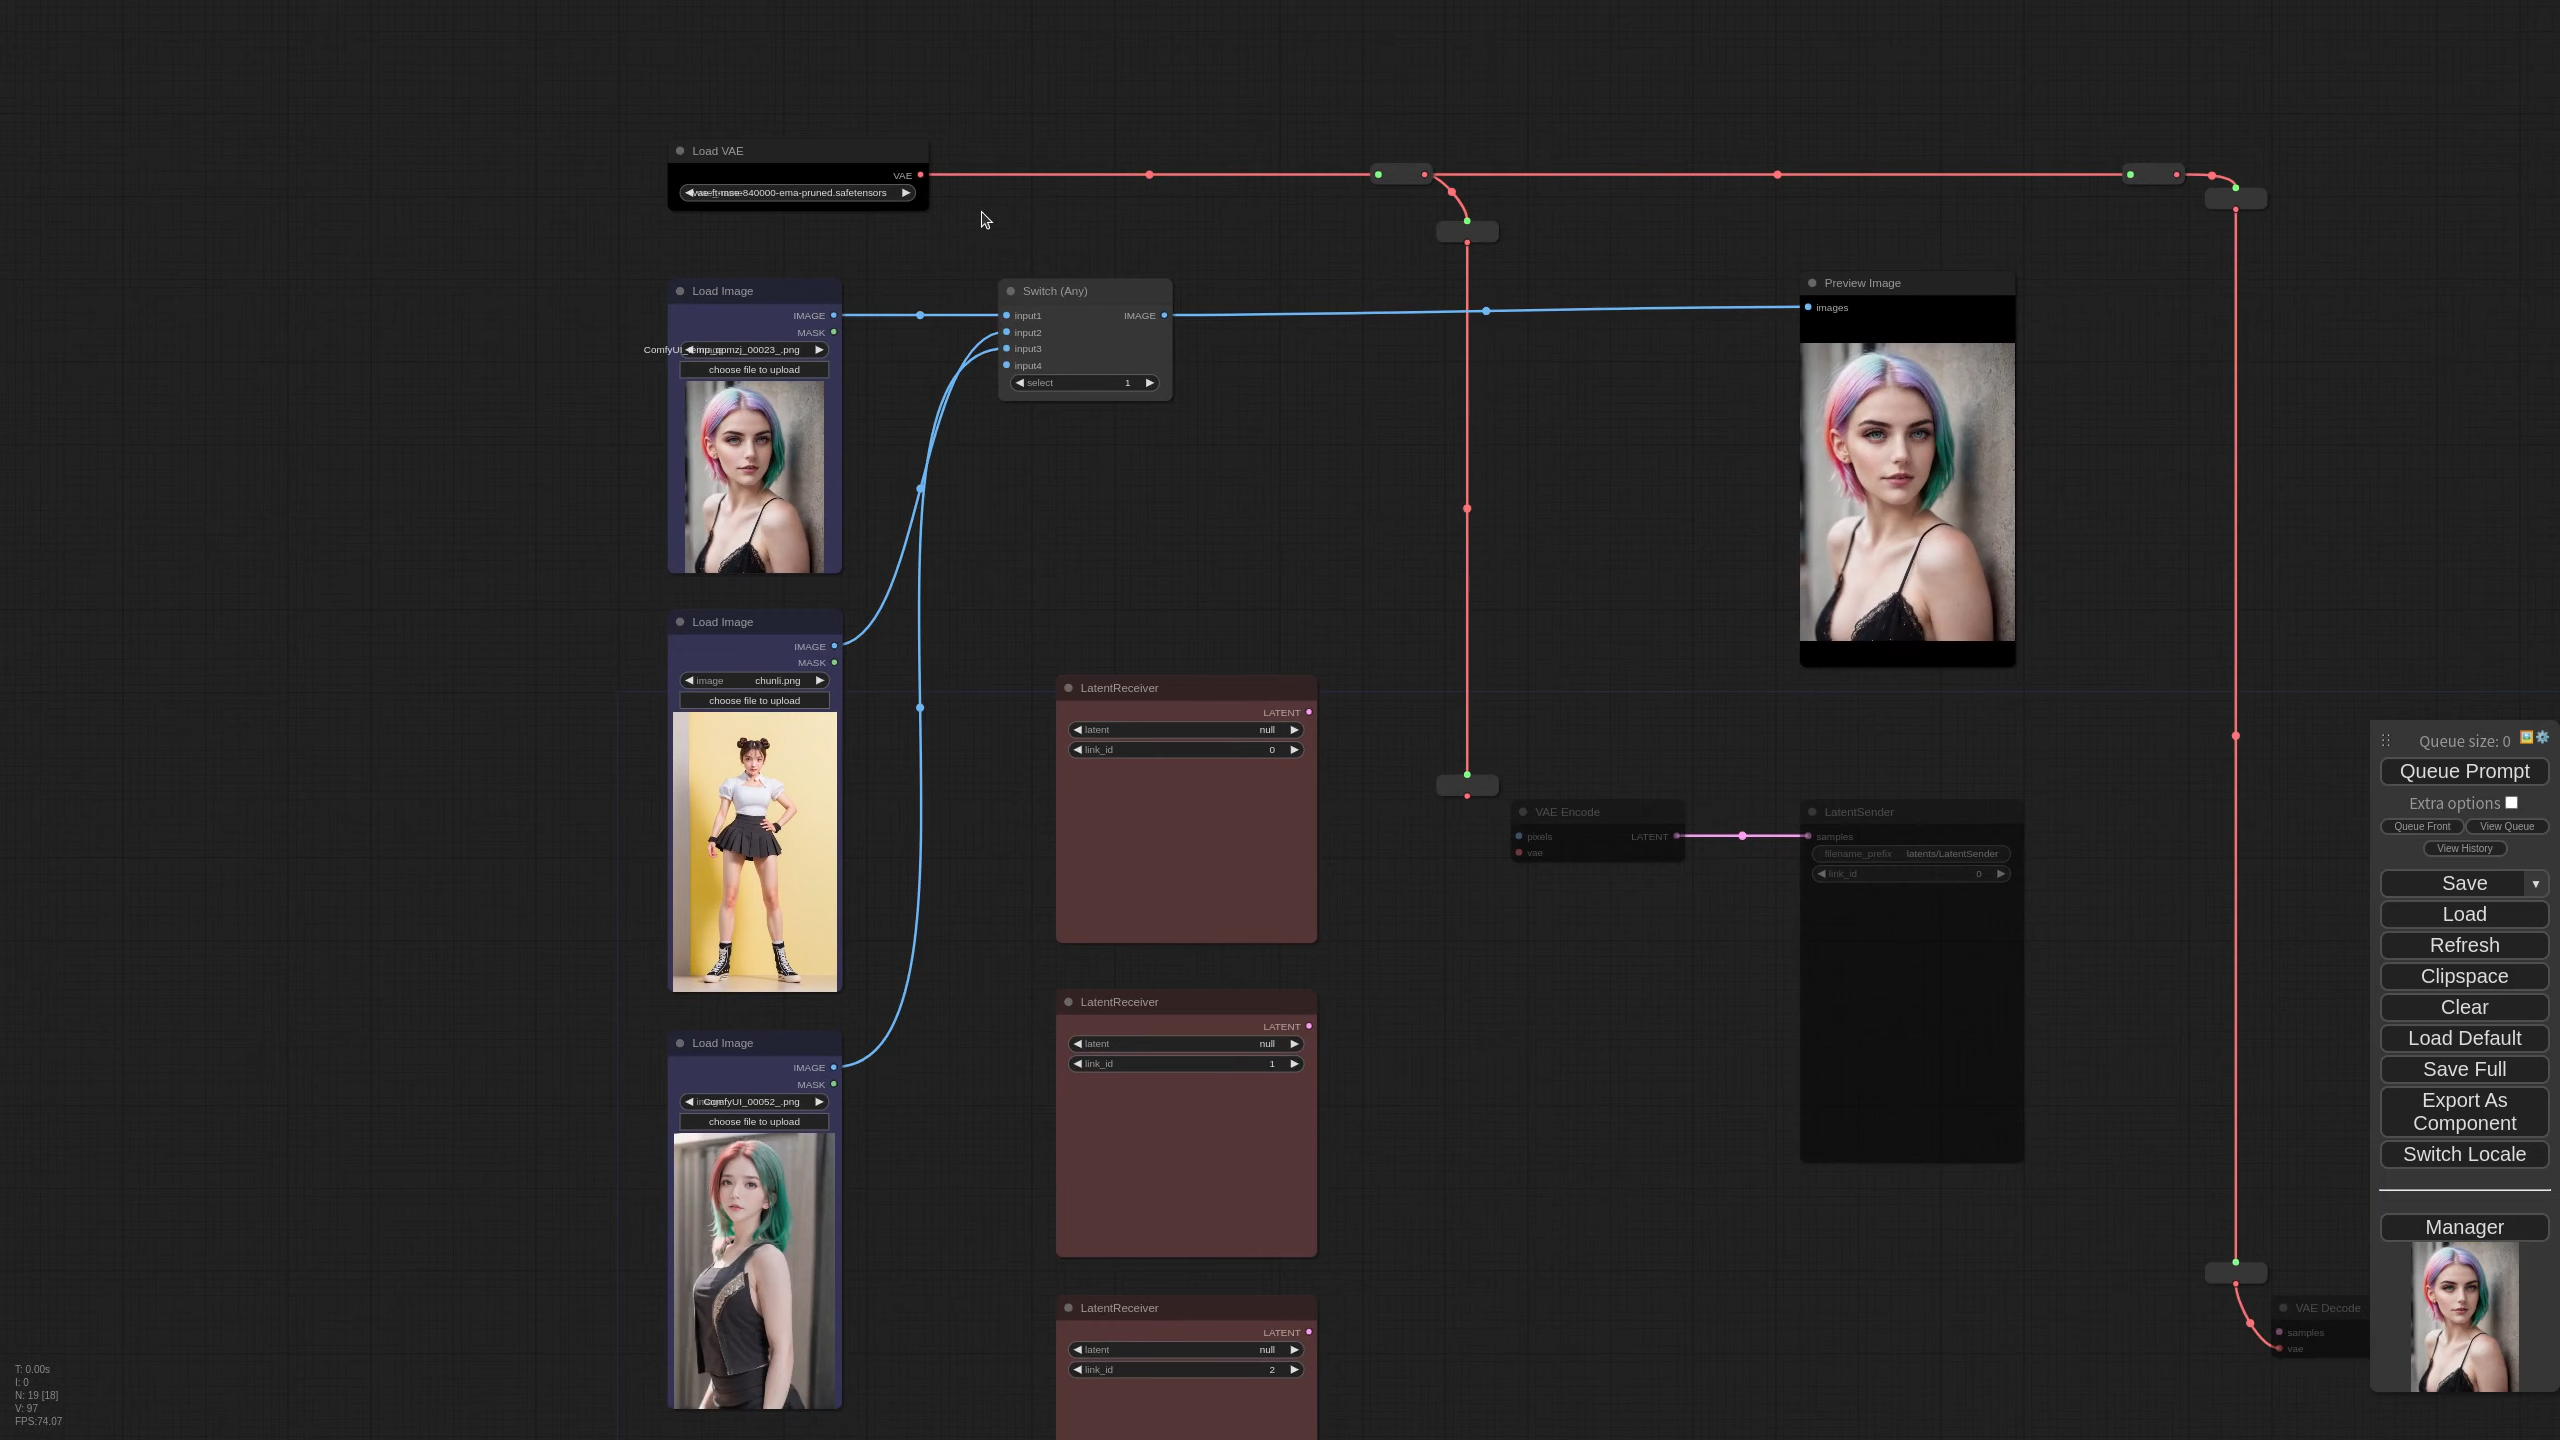 Load VAE
VAE
840000-ema-pruned.safetensors
Load Image
IMAGE
MASK
mzj_00023_.png
choose file to upload
Switch (Any)
input1
IMAGE
input2
input3
input4
select 1
Preview Image
images
Load Image
IMAGE
MASK
image chunli.png
choose file to upload
LatentReceiver
LATENT
latent null
link_id 0
VAE Encode
pixels LATENT
vae
LatentSender
samples
filename_prefix latents/LatentSender
link_id 0
LatentReceiver
LATENT
latent null
link_id 1
Load Image
IMAGE
MASK
ComfyUI_00052_.png
choose file to upload
LatentReceiver
LATENT
latent null
link_id 2
VAE Decode
samples
vae
Queue size: 0
Queue Prompt
Extra options
Queue Front View Queue
View History
Save
Load
Refresh
Clipspace
Clear
Load Default
Save Full
Export As
Component
Switch Locale
Manager
T: 0.00s
I: 0
N: 19 [18]
V: 97
FPS:74.07